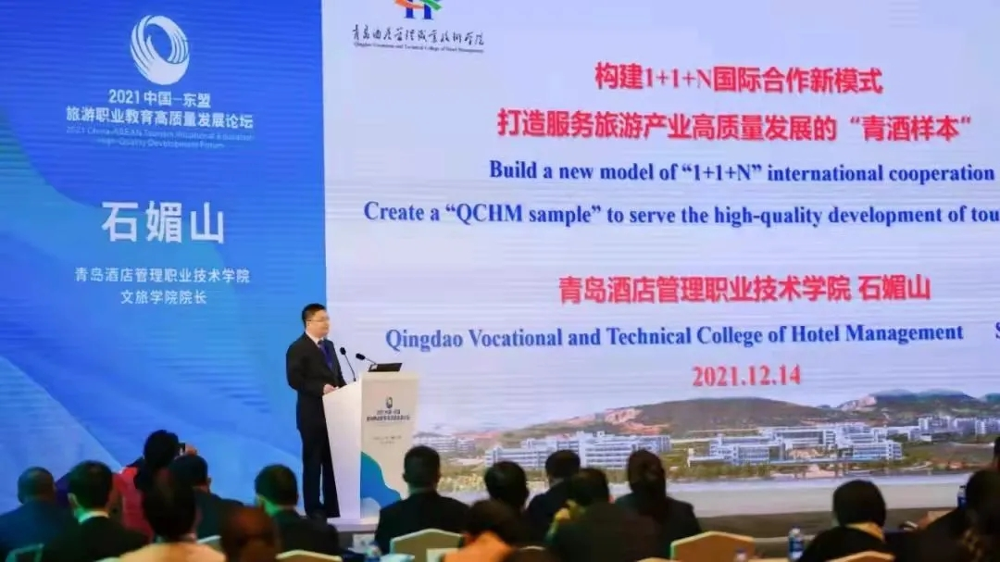 2021中国—东盟
旅游职业教育高质量发展论坛
2021 China-ASEAN Tourism Vocational Education
High-Quality Development Forum
石媚山
青岛酒店管理职业技术学院
文旅学院院长
青岛酒店管理职业技术学院
Qingdao Vocational and Technical College of Hotel Management
构建1+1+N国际合作新模式
打造服务旅游产业高质量发展的“青酒样本”
Build a new model of “1+1+N” international cooperation
Create a “QCHM sample” to serve the high-quality development of tou
青岛酒店管理职业技术学院 石媚山
Qingdao Vocational and Technical College of Hotel Management S
2021.12.14